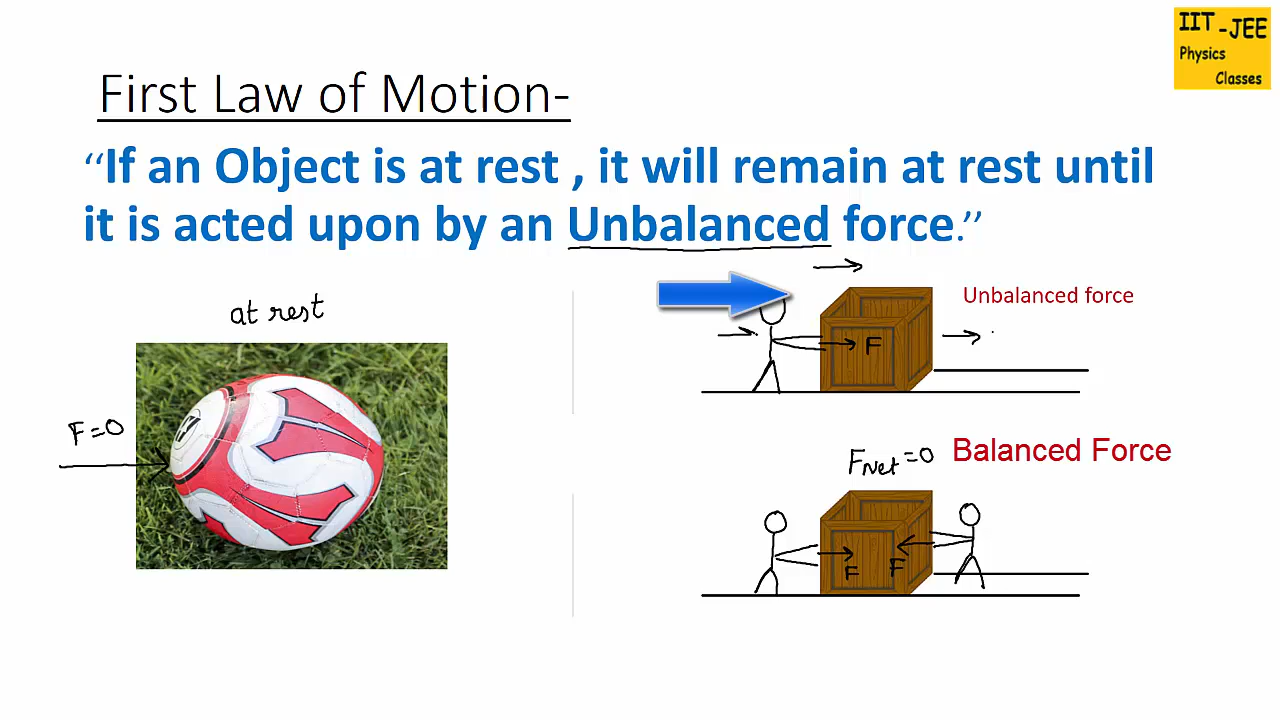 IIT-JEE
Physics
Classes
First Law of Motion-
“If an Object is at rest , it will remain at rest until
it is acted upon by an Unbalanced force.”
at rest
Unbalanced force
F
F=0
FNet=0
Balanced Force
F
F